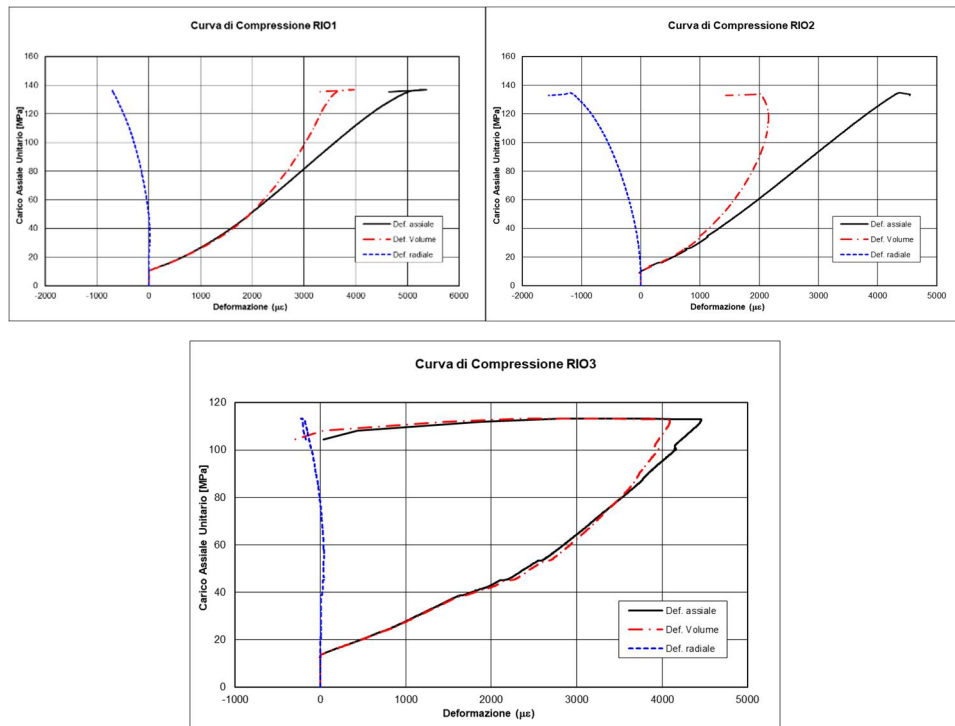 Curva di Compressione RIO1
160
140
120
100
80
60
40
20
0
Carico Assiale Unitario [MPa]
Def. assiale
Def. Volume
Def. radiale
-2000 -1000 0 1000 2000 3000 4000 5000 6000
Deformazione (με)
Curva di Compressione RIO2
160
140
120
100
80
60
40
20
0
Carico Assiale Unitario [MPa]
Def. assiale
Def. Volume
Def. radiale
-2000 -1000 0 1000 2000 3000 4000 5000
Deformazione (με)
Curva di Compressione RIO3
120
100
80
60
40
20
0
Carico Assiale Unitario [MPa]
Def. assiale
Def. Volume
Def. radiale
-1000 0 1000 2000 3000 4000 5000
Deformazione (με)